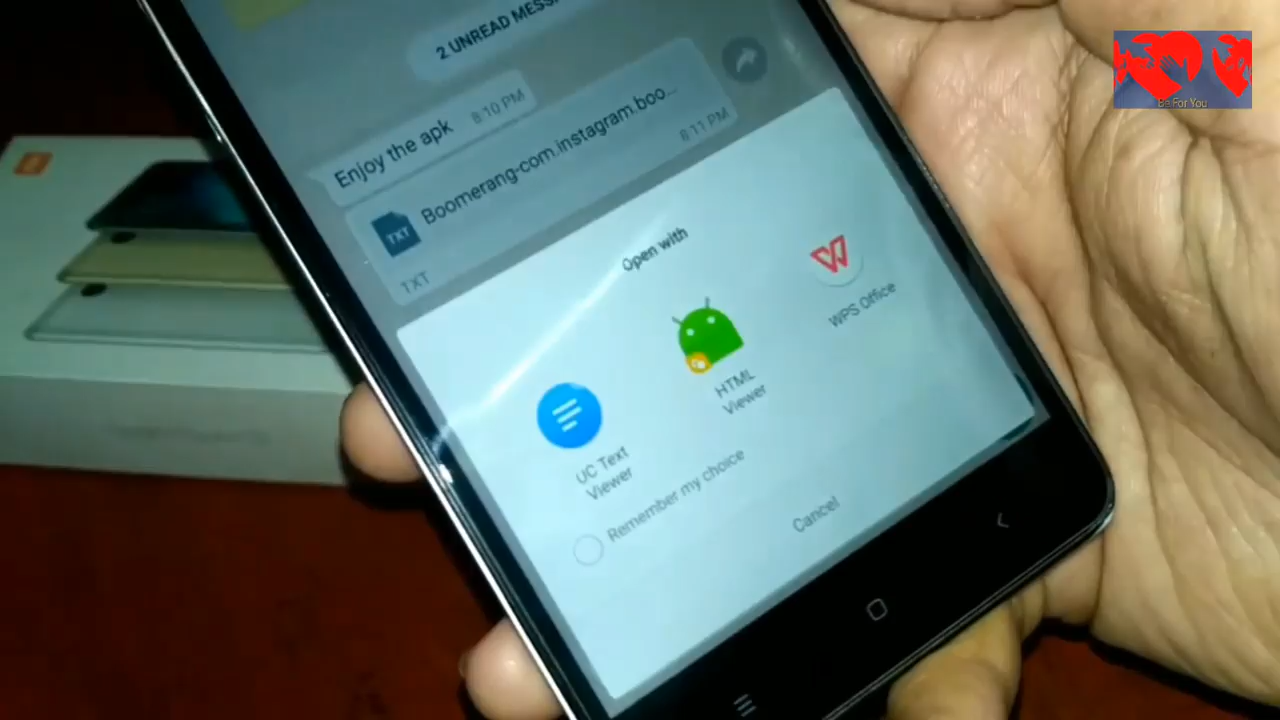 2 UNREAD MESS
Enjoy the apk 8:10 PM
Boomerang-com.instagram.boo...
8:11 PM
TXT
TXT
Open with
UC Text
Viewer
HTML
Viewer
WPS Office
Remember my choice
Cancel
Be For You